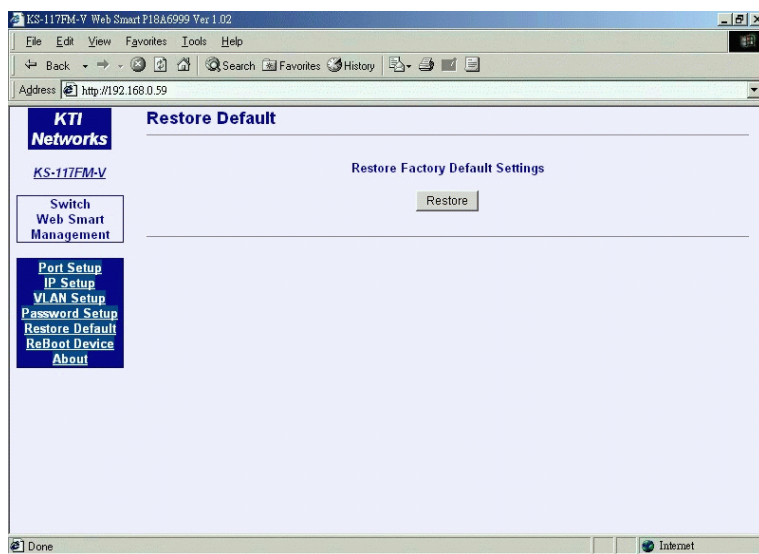 KS-117FM-V Web Smart P18A6999 Ver 1.02
File Edit View Favorites Tools Help
Back Search Favorites History
Address http://192.168.0.59
KTI
Networks
KS-117FM-V
Switch
Web Smart
Management
Port Setup
IP Setup
VLAN Setup
Password Setup
Restore Default
ReBoot Device
About
Restore Default
Restore Factory Default Settings
Restore
Done Internet